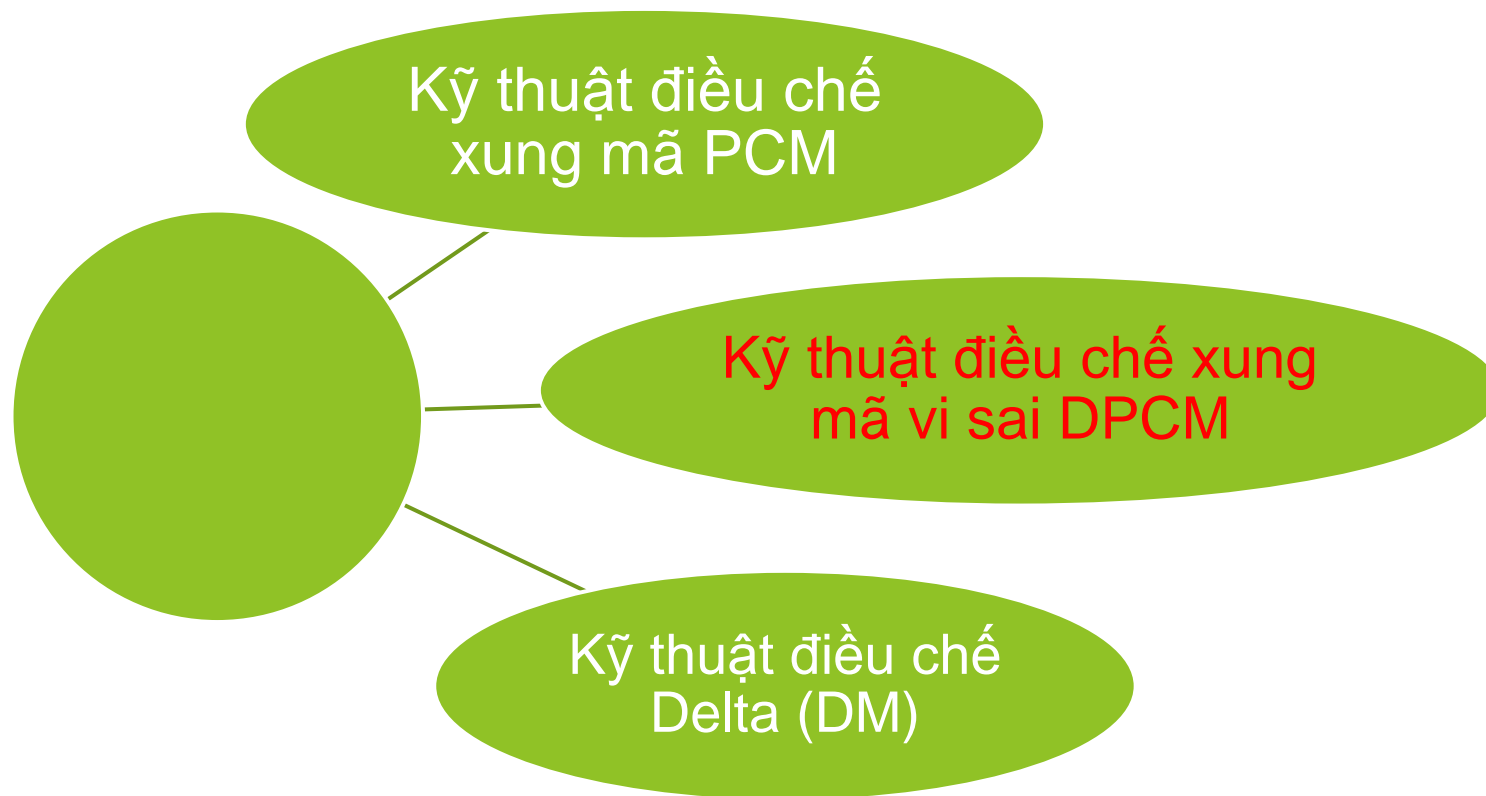 Kỹ thuật điều chế
xung mã PCM
Kỹ thuật điều chế xung
mã vi sai DPCM
Kỹ thuật điều chế
Delta (DM)